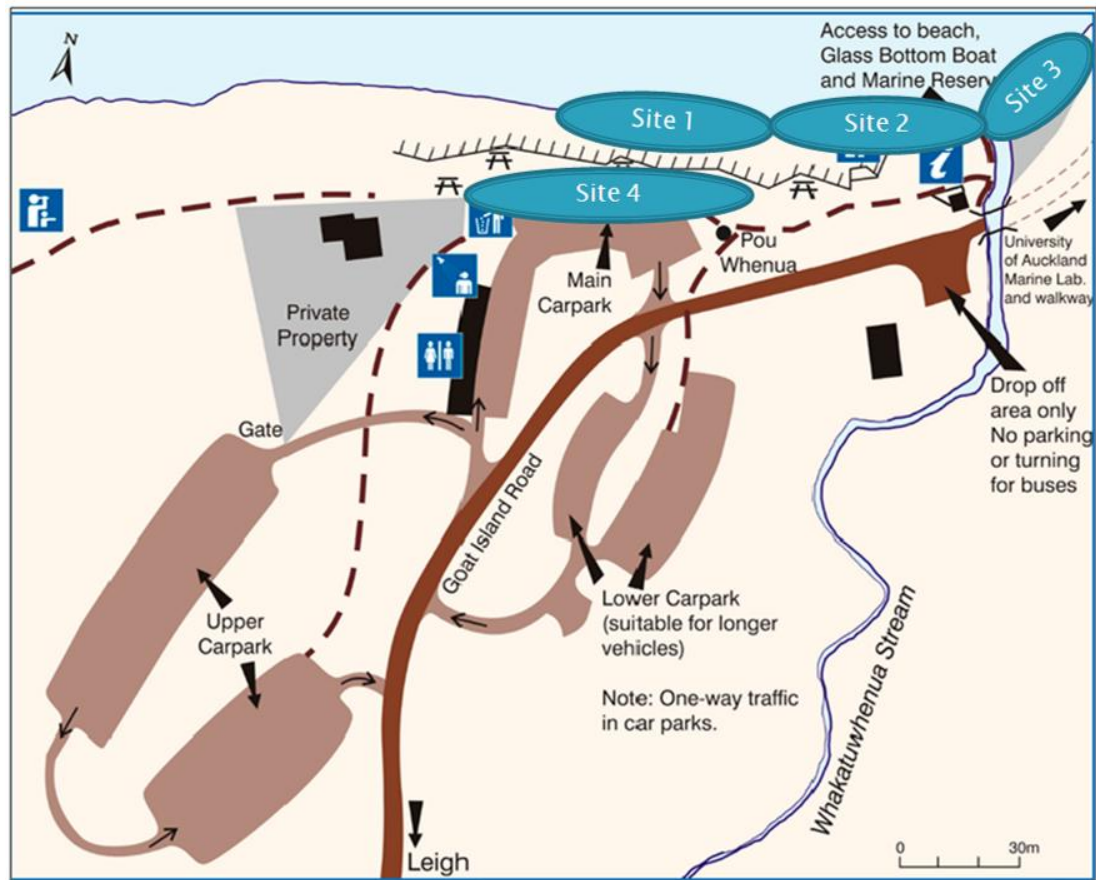 N
Access to beach,
Glass Bottom Boat
and Marine Reserv
Site 3
Site 1
Site 2
Site 4
i
Pou
Whenua
Main
Carpark
University
of Auckland
Marine Lab.
and walkway
Private
Property
Gate
Drop off
area only
No parking
or turning
for buses
Goat Island Road
Upper
Carpark
Lower Carpark
(suitable for longer
vehicles)
Note: One-way traffic
in car parks.
Whakatuwhenua Stream
Leigh
0 30m